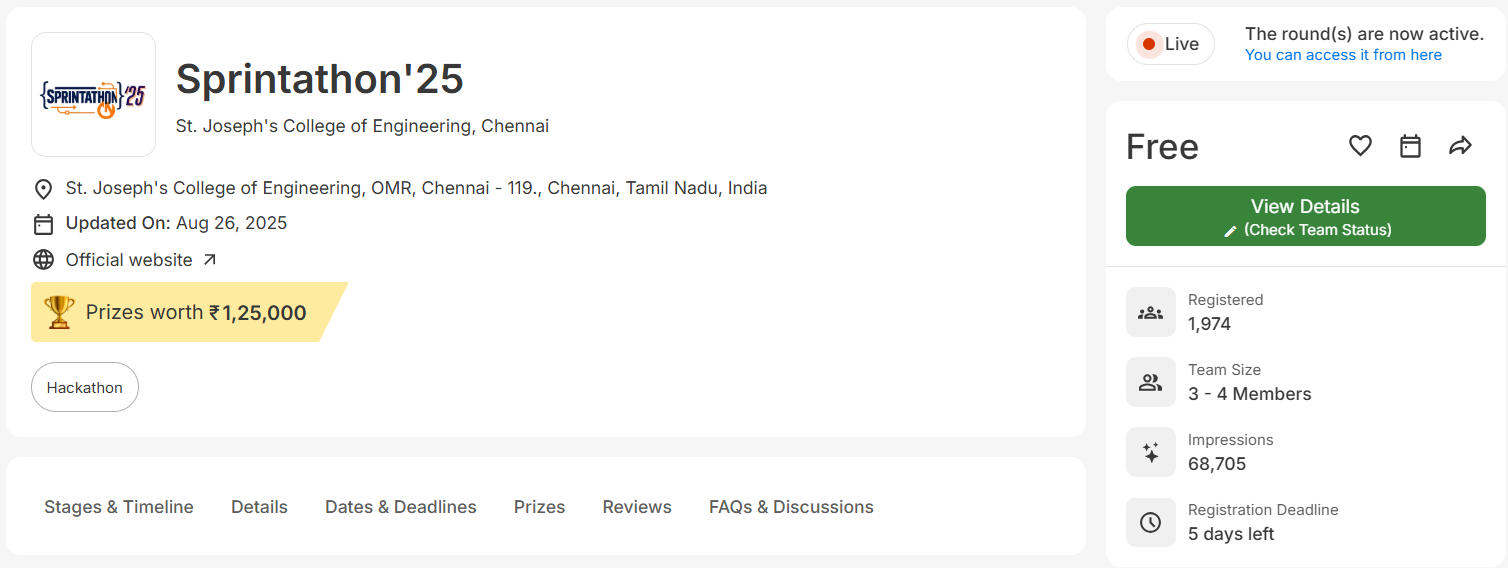 {SPRINTATHON}'25
Sprintathon'25
St. Joseph's College of Engineering, Chennai
St. Joseph's College of Engineering, OMR, Chennai - 119., Chennai, Tamil Nadu, India
Updated On: Aug 26, 2025
Official website
Prizes worth ₹1,25,000
Hackathon
Stages & Timeline Details Dates & Deadlines Prizes Reviews FAQs & Discussions
Live
The round(s) are now active.
You can access it from here
Free
View Details
(Check Team Status)
Registered
1,974
Team Size
3 - 4 Members
Impressions
68,705
Registration Deadline
5 days left